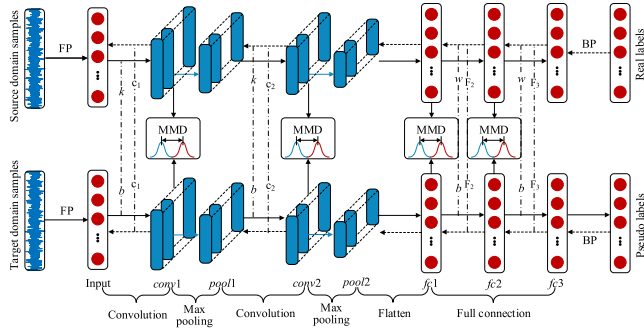 Source domain samples
FP
k
c1
k
c2
w
F2
w
F3
BP
Real labels
MMD
MMD
MMD
MMD
Target domain samples
FP
b
c1
b
c2
b
F2
b
F3
BP
Pseudo labels
Input
conv1
pool1
conv2
pool2
fc1
fc2
fc3
Convolution
Max
pooling
Convolution
Max
pooling
Flatten
Full connection